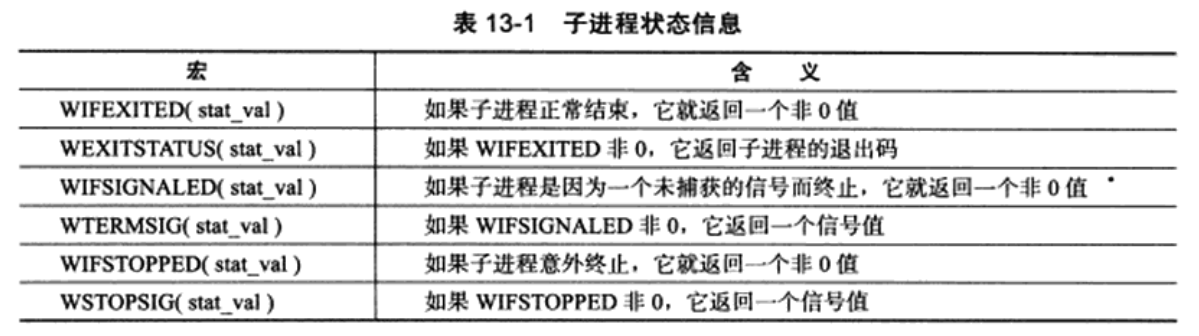 表 13-1 子进程状态信息
宏 含 义
WIFEXITED( stat_val ) 如果子进程正常结束，它就返回一个非 0 值
WEXITSTATUS( stat_val ) 如果 WIFEXITED 非 0，它返回子进程的退出码
WIFSIGNALED( stat_val ) 如果子进程是因为一个未捕获的信号而终止，它就返回一个非 0 值
WTERMSIG( stat_val ) 如果 WIFSIGNALED 非 0，它返回一个信号值
WIFSTOPPED( stat_val ) 如果子进程意外终止，它就返回一个非 0 值
WSTOPSIG( stat_val ) 如果 WIFSTOPPED 非 0，它返回一个信号值